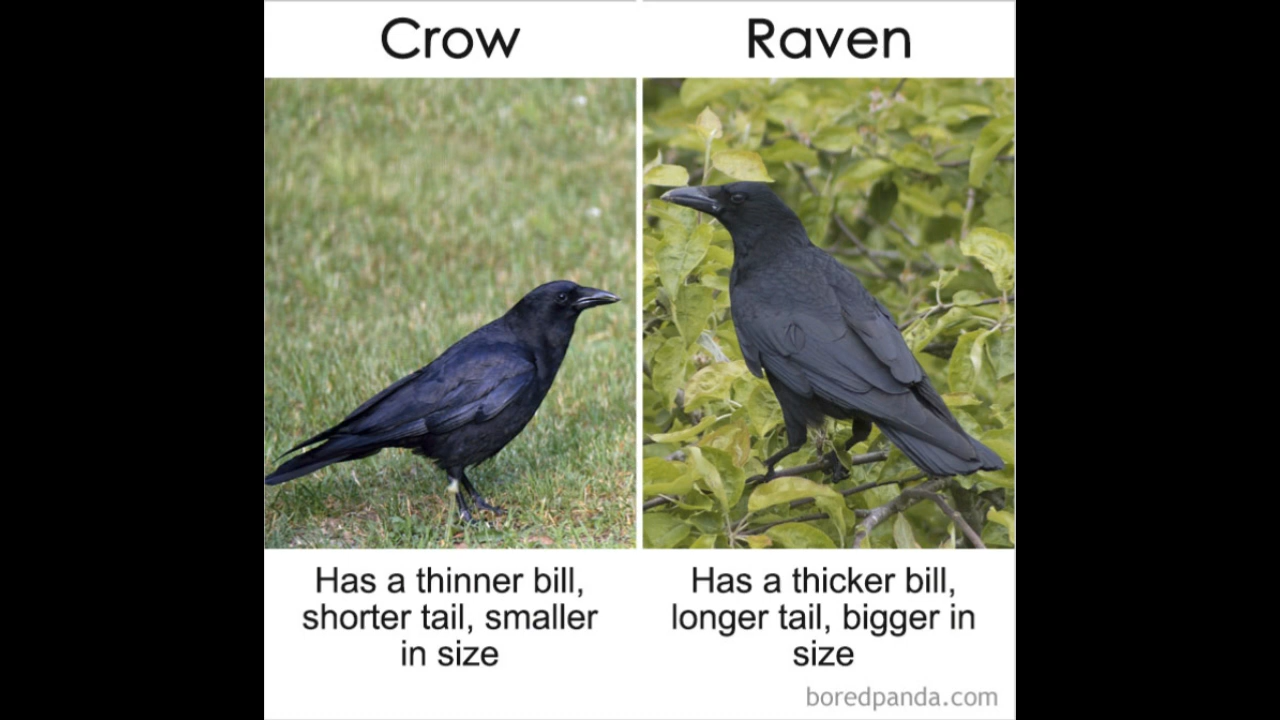 Crow
Raven
Has a thinner bill,
shorter tail, smaller
in size
Has a thicker bill,
longer tail, bigger in
size
boredpanda.com